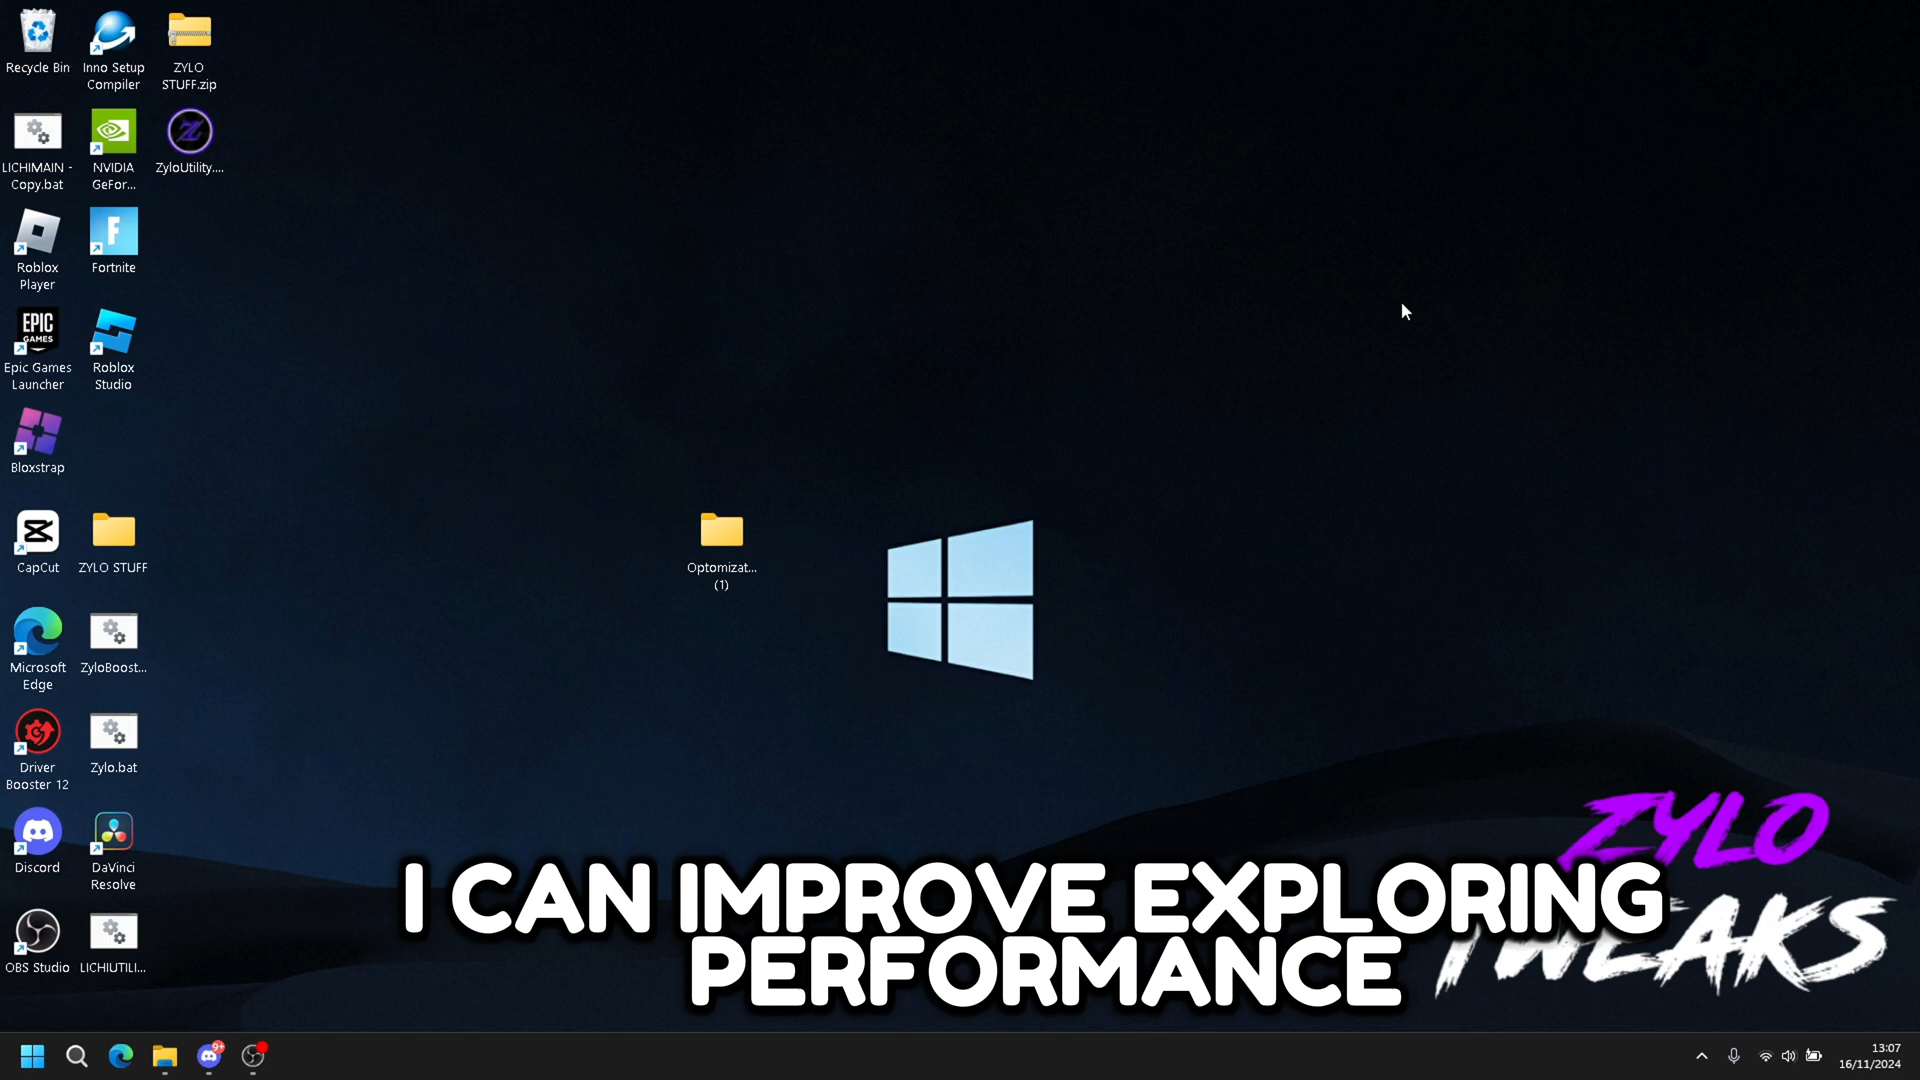 Recycle Bin
Inno Setup
Compiler
ZYLO
STUFF.zip
LICHIMAIN -
Copy.bat
NVIDIA
GeFor...
ZyloUtility....
Roblox
Player
Fortnite
EPIC
GAMES
Epic Games
Launcher
Roblox
Studio
Bloxstrap
CapCut
ZYLO STUFF
Optomizat...
(1)
Microsoft
Edge
ZyloBoost...
Driver
Booster 12
Zylo.bat
Discord
DaVinci
Resolve
OBS Studio
LICHIUTILI...
ZYLO
TWEAKS
I CAN IMPROVE EXPLORING
PERFORMANCE
9+
13:07
16/11/2024